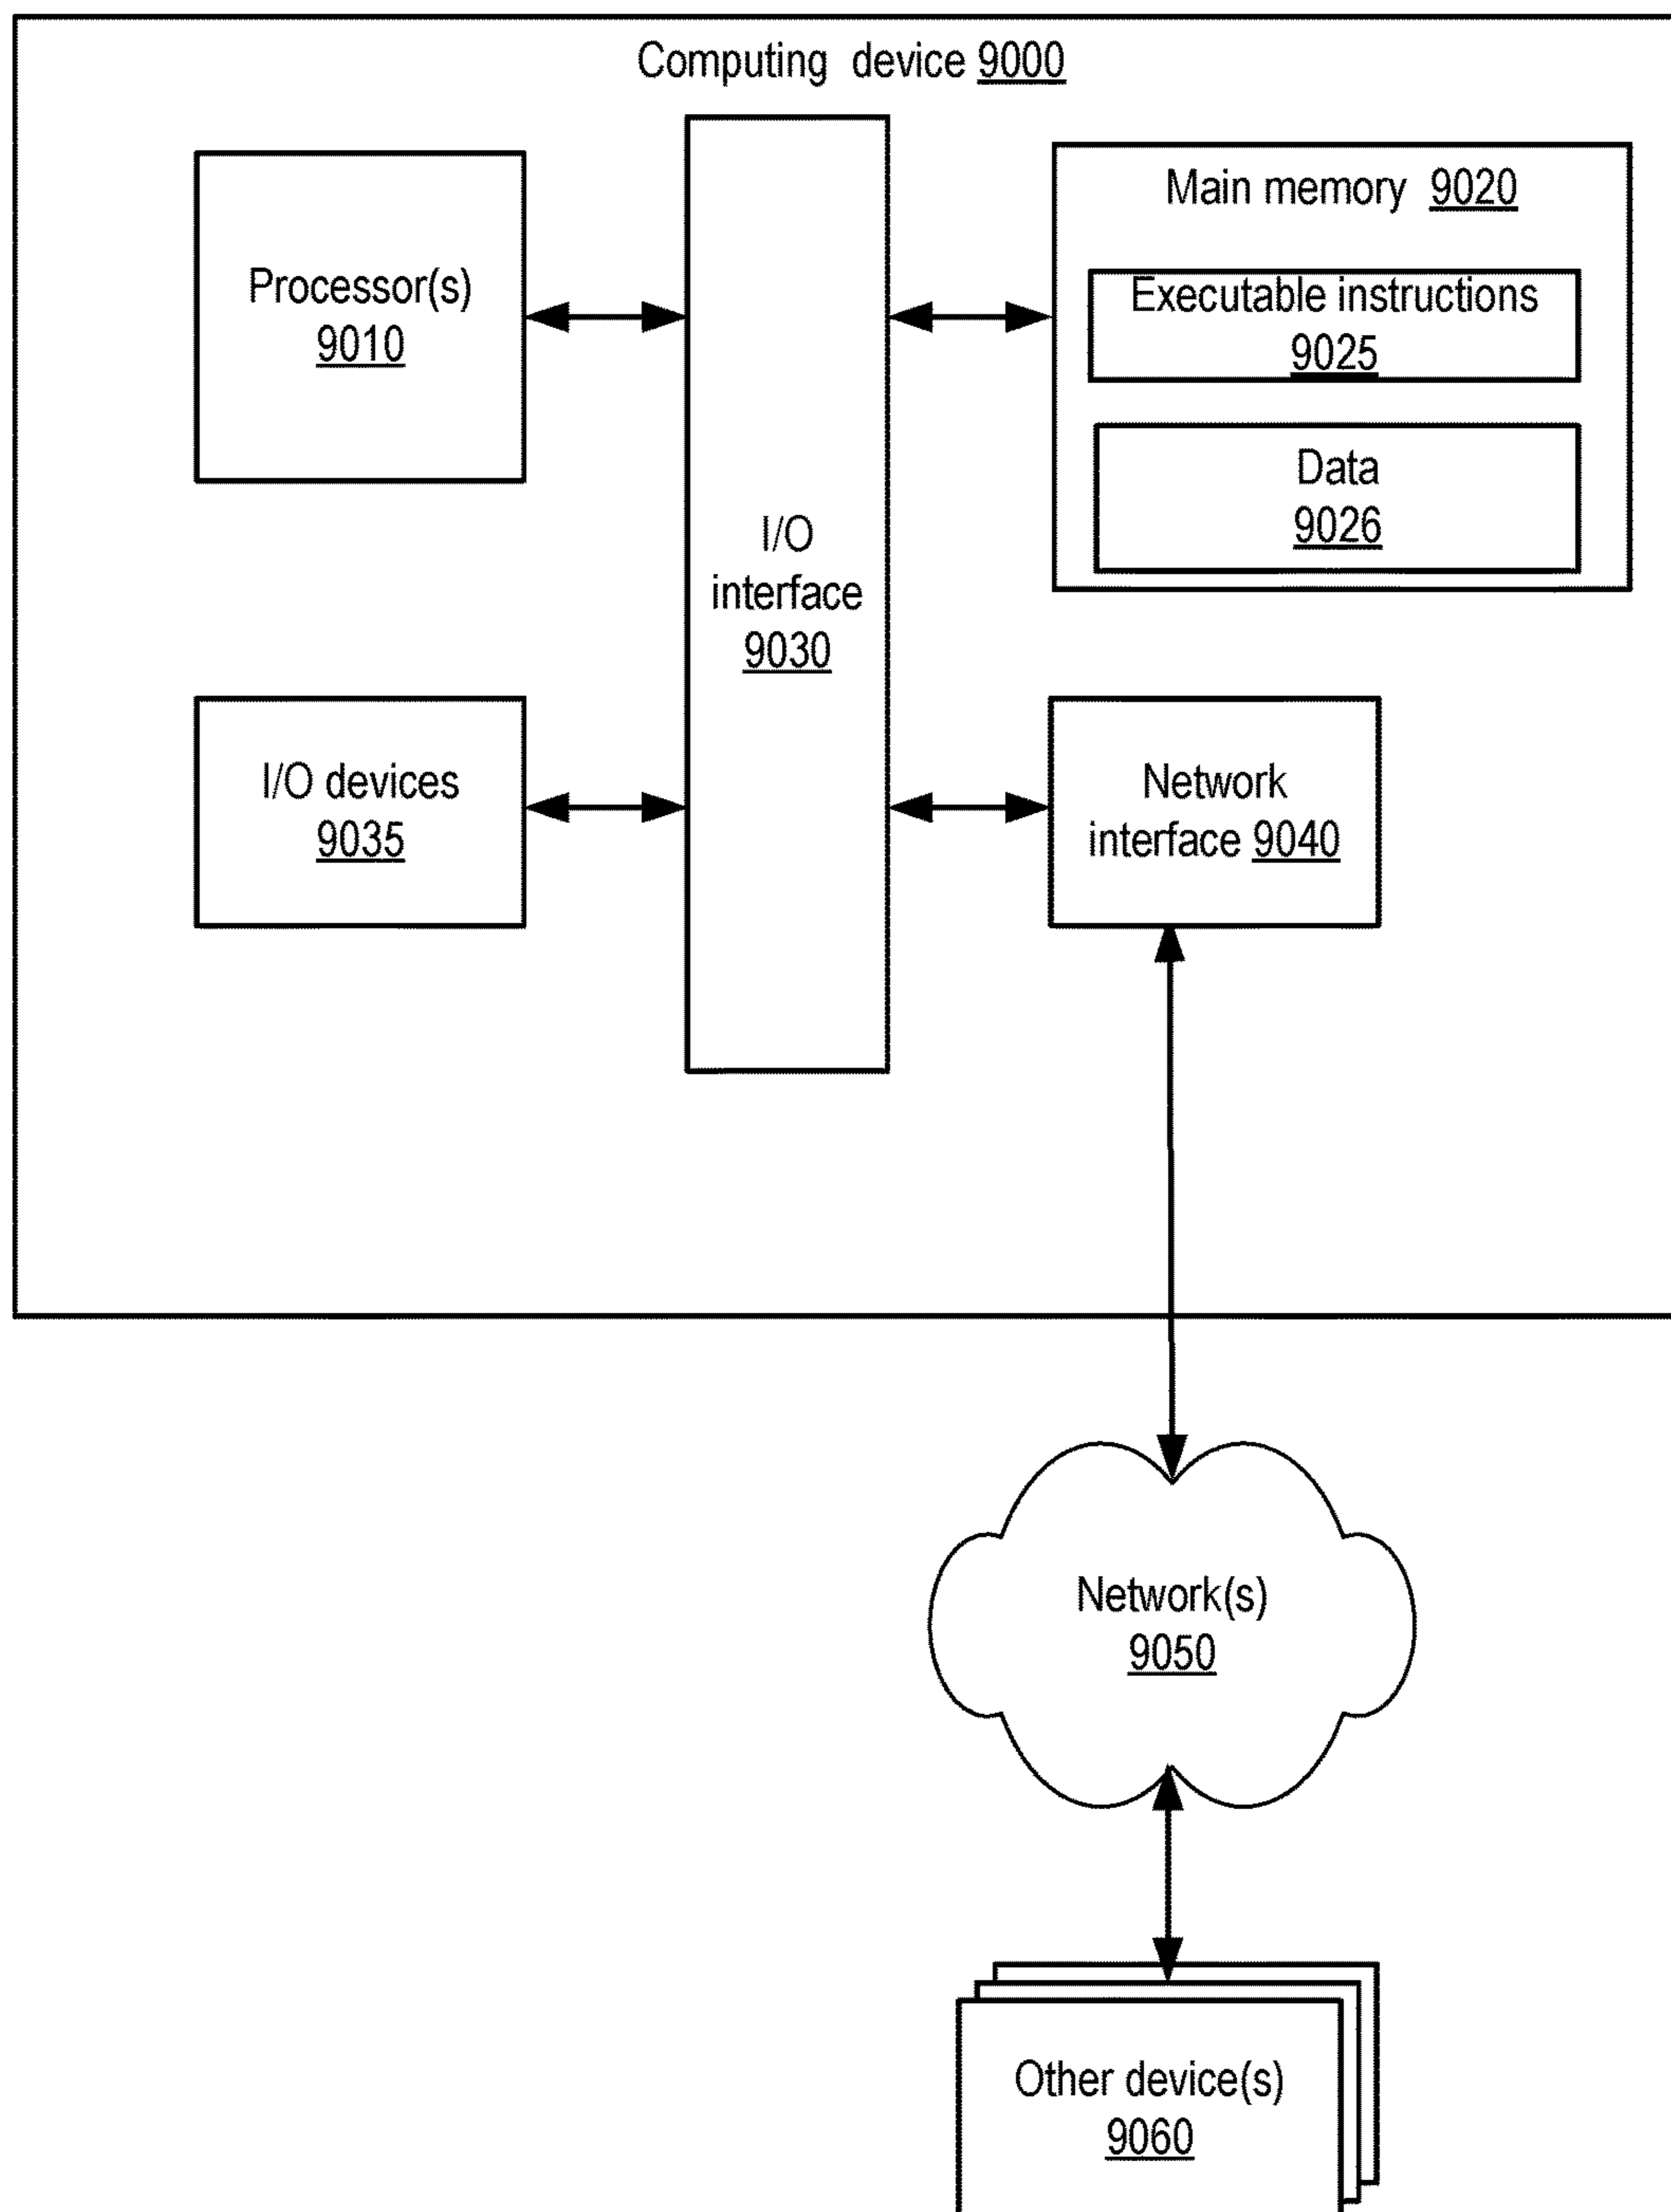 Computing device 9000
Processor(s)
9010
I/O
interface
9030
Main memory 9020
Executable instructions
9025
Data
9026
I/O devices
9035
Network
interface 9040
Network(s)
9050
Other device(s)
9060